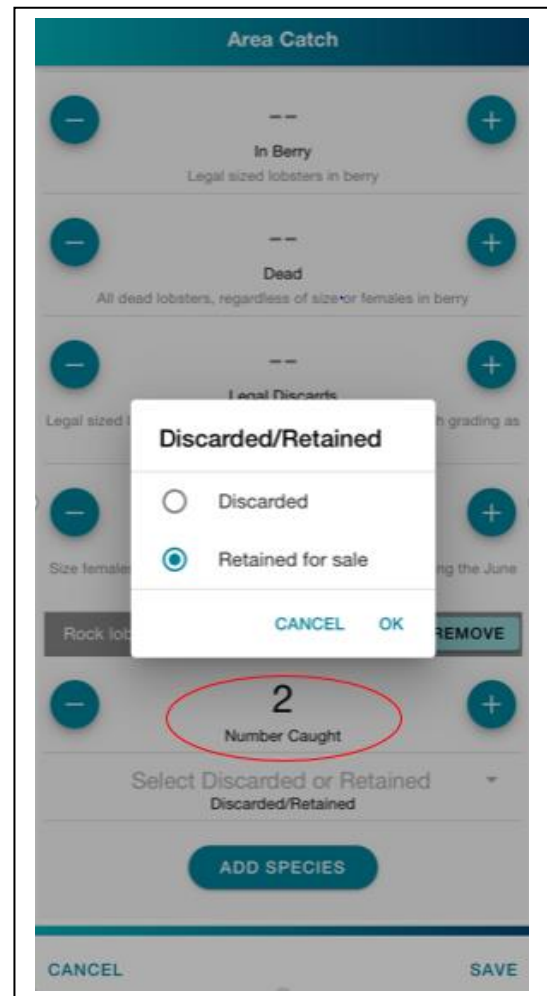 Area Catch
--
In Berry
Legal sized lobsters in berry
--
Dead
All dead lobsters, regardless of size or females in berry
--
Legal Discards
Legal sized h grading as
Discarded/Retained
Discarded
Retained for sale
CANCEL OK
Size female ng the June
Rock lob REMOVE
2
Number Caught
Select Discarded or Retained
Discarded/Retained
ADD SPECIES
CANCEL SAVE